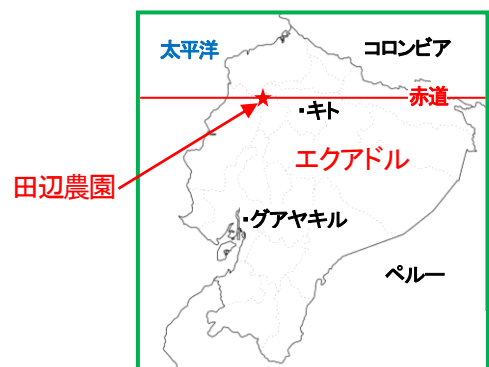 太平洋
コロンビア
赤道
・キト
エクアドル
田辺農園
・グアヤキル
ペルー